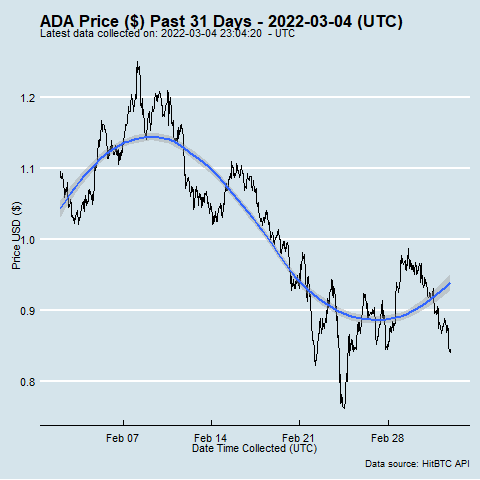 ADA Price ($) Past 31 Days - 2022-03-04 (UTC)
Latest data collected on: 2022-03-04 23:04:20 - UTC
1.2
1.1
1.0
0.9
0.8
Price USD ($)
Feb 07 Feb 14 Feb 21 Feb 28
Date Time Collected (UTC)
Data source: HitBTC API